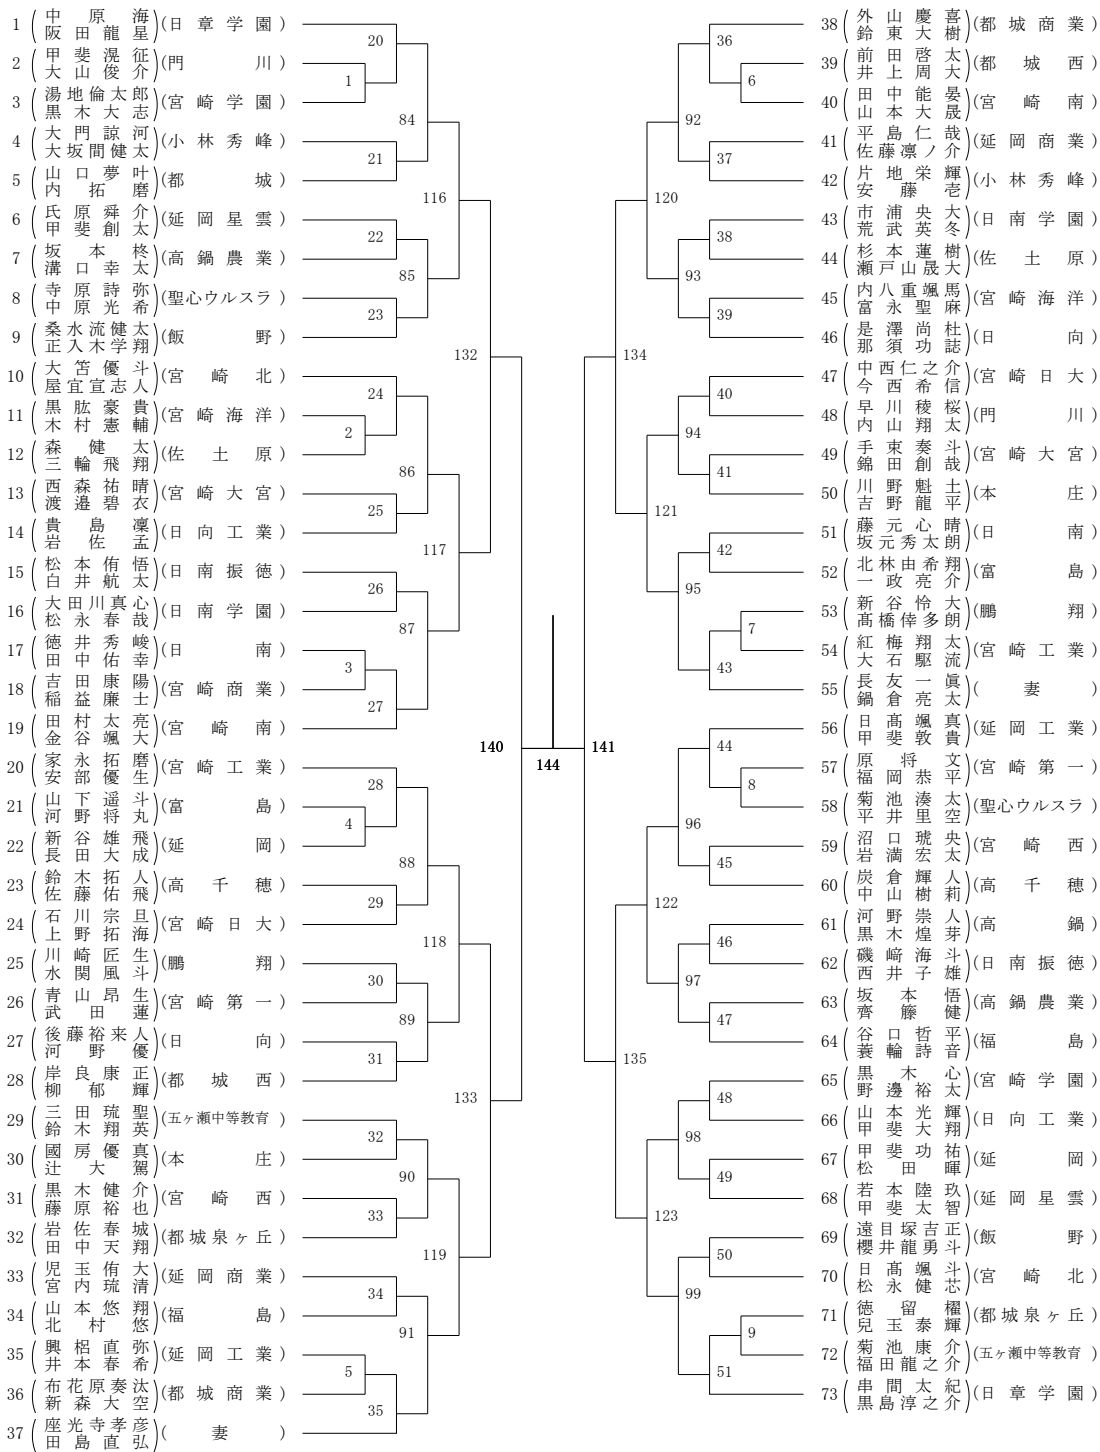 1 (中原海 阪田龍星) (日章学園)
2 (甲斐滉征 大山俊介) (門川)
3 (湯地倫太郎 黒木大志) (宮崎学園)
4 (大門諒河 大坂間健太) (小林秀峰)
5 (山口夢叶 内拓磨) (都城)
6 (氏原舜介 甲斐創太) (延岡星雲)
7 (坂本柊 溝口幸太) (高鍋農業)
8 (寺原詩弥 中原光希) (聖心ウルスラ)
9 (桑水流健太 正入木学翔) (飯野)
10 (大笘優斗 屋宜宣志人) (宮崎北)
11 (黒肱豪貴 木村憲輔) (宮崎海洋)
12 (森健太 三輪飛翔) (佐土原)
13 (西森祐晴 渡邉碧衣) (宮崎大宮)
14 (貴島凜 岩佐孟) (日向工業)
15 (松本侑悟 白井航太) (日南振徳)
16 (大田川真心 松永春哉) (日南学園)
17 (徳井秀峻 田中佑幸) (日南)
18 (吉田康陽 稲益廉士) (宮崎商業)
19 (田村太亮 金谷颯大) (宮崎南)
20 (家永拓磨 安部優生) (宮崎工業)
21 (山下遥斗 河野将丸) (富島)
22 (新谷雄飛 長田大成) (延岡)
23 (鈴木拓人 佐藤佑飛) (高千穂)
24 (石川宗旦 上野拓海) (宮崎日大)
25 (川崎匠生 水関風斗) (鵬翔)
26 (青山昂生 武田蓮) (宮崎第一)
27 (後藤裕来人 河野優) (日向)
28 (岸良康正 柳郁輝) (都城西)
29 (三田琉聖 鈴木翔英) (五ヶ瀬中等教育)
30 (國房優真 辻大篤) (本庄)
31 (黒木健介 藤原裕也) (宮崎西)
32 (岩佐春城 田中天翔) (都城泉ヶ丘)
33 (児玉侑大 宮内琉清) (延岡商業)
34 (山本悠翔 北村悠) (福島)
35 (興梠直弥 井本春希) (延岡工業)
36 (布花原奏汰 新森大空) (都城商業)
37 (座光寺孝彦 田島直弘) (妻)
20
1
84
21
116
22
85
23
132
24
2
86
25
117
26
87
3
27
140
28
4
88
29
118
30
89
31
133
32
90
33
119
34
91
5
35
144
141
36
6
92
37
120
38
93
39
134
40
94
41
121
42
95
7
43
44
8
96
45
122
46
97
47
135
48
98
49
123
50
99
9
51
38 (外山慶喜 鈴東大樹) (都城商業)
39 (前田啓太 井上周大) (都城西)
40 (田中能晏 山本大晟) (宮崎南)
41 (平島仁哉 佐藤凛ノ介) (延岡商業)
42 (片地栄輝 安藤壱) (小林秀峰)
43 (市浦央大 荒武英冬) (日南学園)
44 (杉本蓮樹 瀬戸山晟大) (佐土原)
45 (内八重颯馬 富永聖麻) (宮崎海洋)
46 (是澤尚杜 那須功誌) (日向)
47 (中西仁之介 今西希信) (宮崎日大)
48 (早川稜桜 内山翔太) (門川)
49 (手束奏斗 錦田創哉) (宮崎大宮)
50 (川野魁土 吉野龍平) (本庄)
51 (藤元心晴 坂元秀太朗) (日南)
52 (北林由希翔 一政亮介) (富島)
53 (新谷怜大 髙橋倖多朗) (鵬翔)
54 (紅梅翔太 大石駆流) (宮崎工業)
55 (長友一眞 鍋倉亮太) (妻)
56 (日髙颯真 甲斐敦貴) (延岡工業)
57 (原将文 福岡恭平) (宮崎第一)
58 (菊池湊太 平井里空) (聖心ウルスラ)
59 (沼口琥央 岩満宏太) (宮崎西)
60 (炭倉輝人 中山樹莉) (高千穂)
61 (河野崇人 黒木煌芽) (高鍋)
62 (磯﨑海斗 西井子雄) (日南振徳)
63 (坂本悟 齊籐健) (高鍋農業)
64 (谷口哲平 蓑輪詩音) (福島)
65 (黒木心 野邊裕太) (宮崎学園)
66 (山本光輝 甲斐大翔) (日向工業)
67 (甲斐功祐 松田暉) (延岡)
68 (若本陸玖 甲斐太智) (延岡星雲)
69 (遠目塚吉正 櫻井龍勇斗) (飯野)
70 (日髙颯斗 松永健芯) (宮崎北)
71 (徳留櫂 兒玉泰輝) (都城泉ヶ丘)
72 (菊池康介 福田龍之介) (五ヶ瀬中等教育)
73 (串間太紀 黒島淳之介) (日章学園)